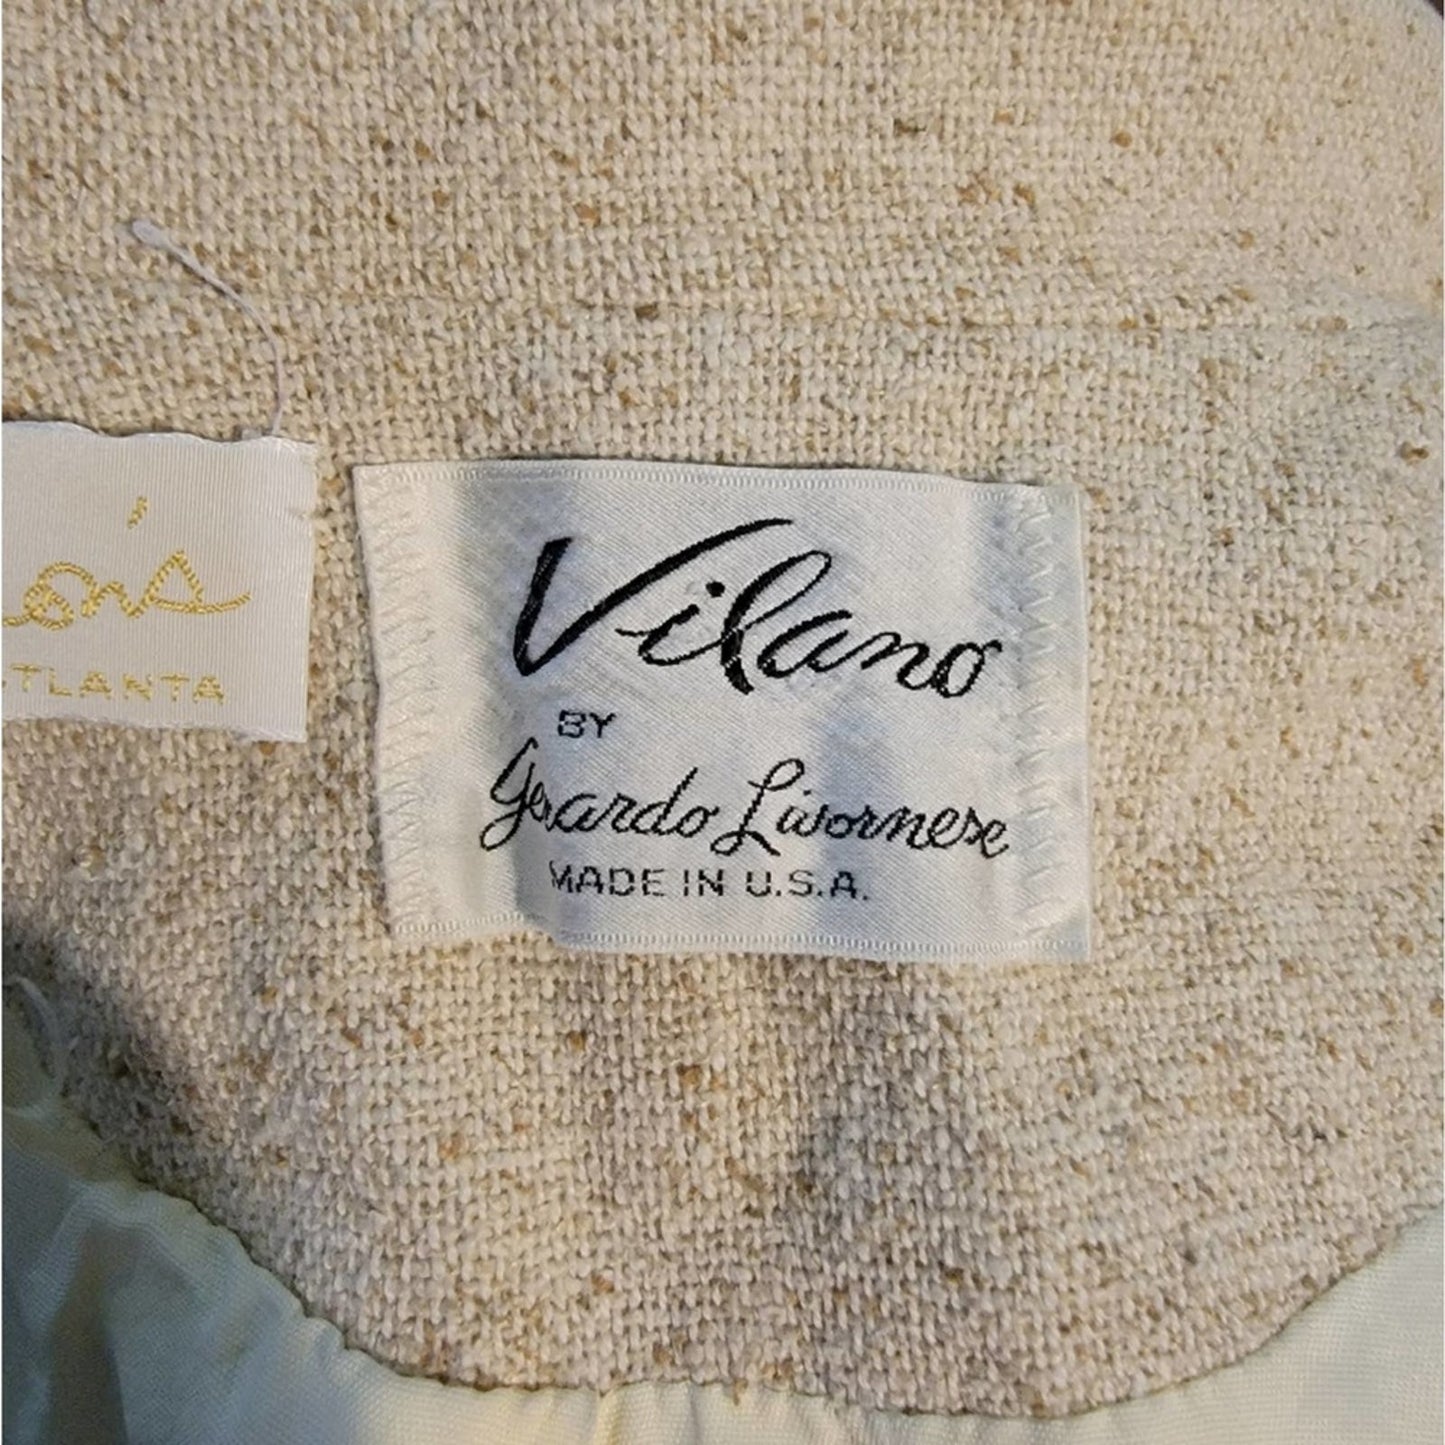 Vilano
BY
Gerardo Livornese
MADE IN U.S.A.